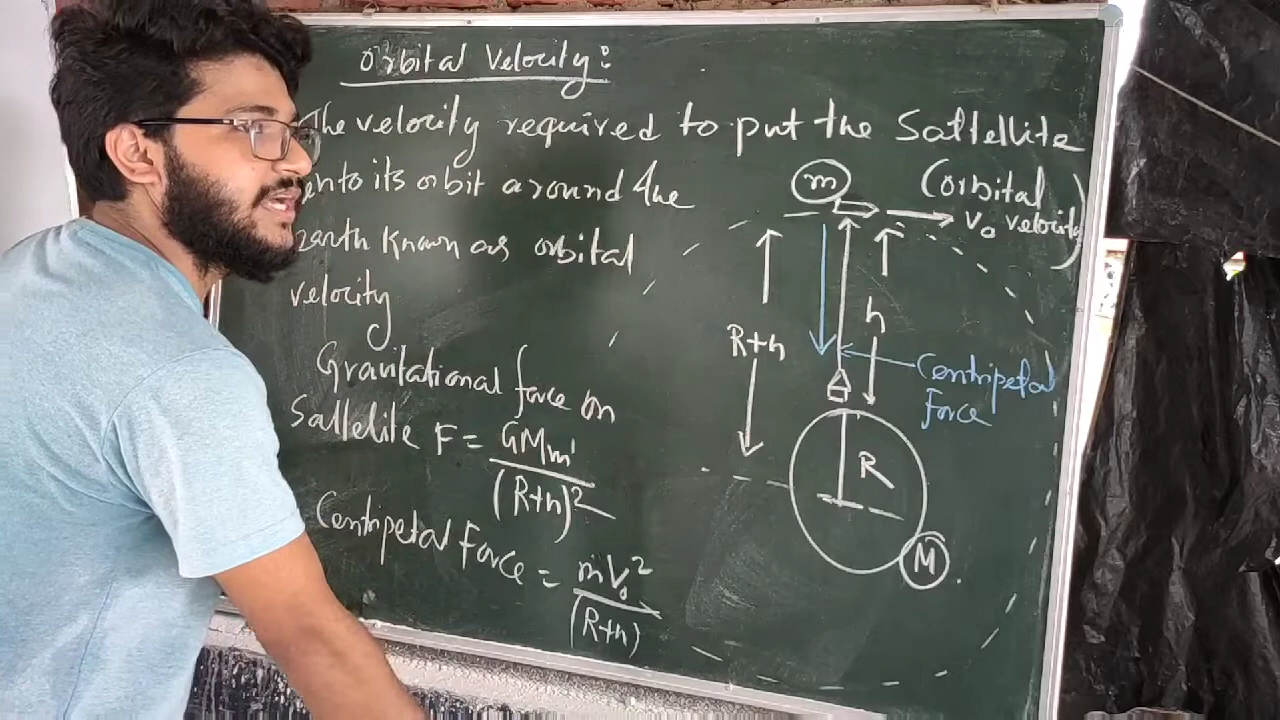 Orbital Velocity:
The velocity required to put the Sattellite
into its orbit around the
earth known as orbital
velocity
Gravitational force on
Sattelite F = GMm
(R+h)²
Centripetal Force = mV₀²
(R+h)
m
(orbital
V₀ velocity)
R+h
h
Centripetal
Force
R
M